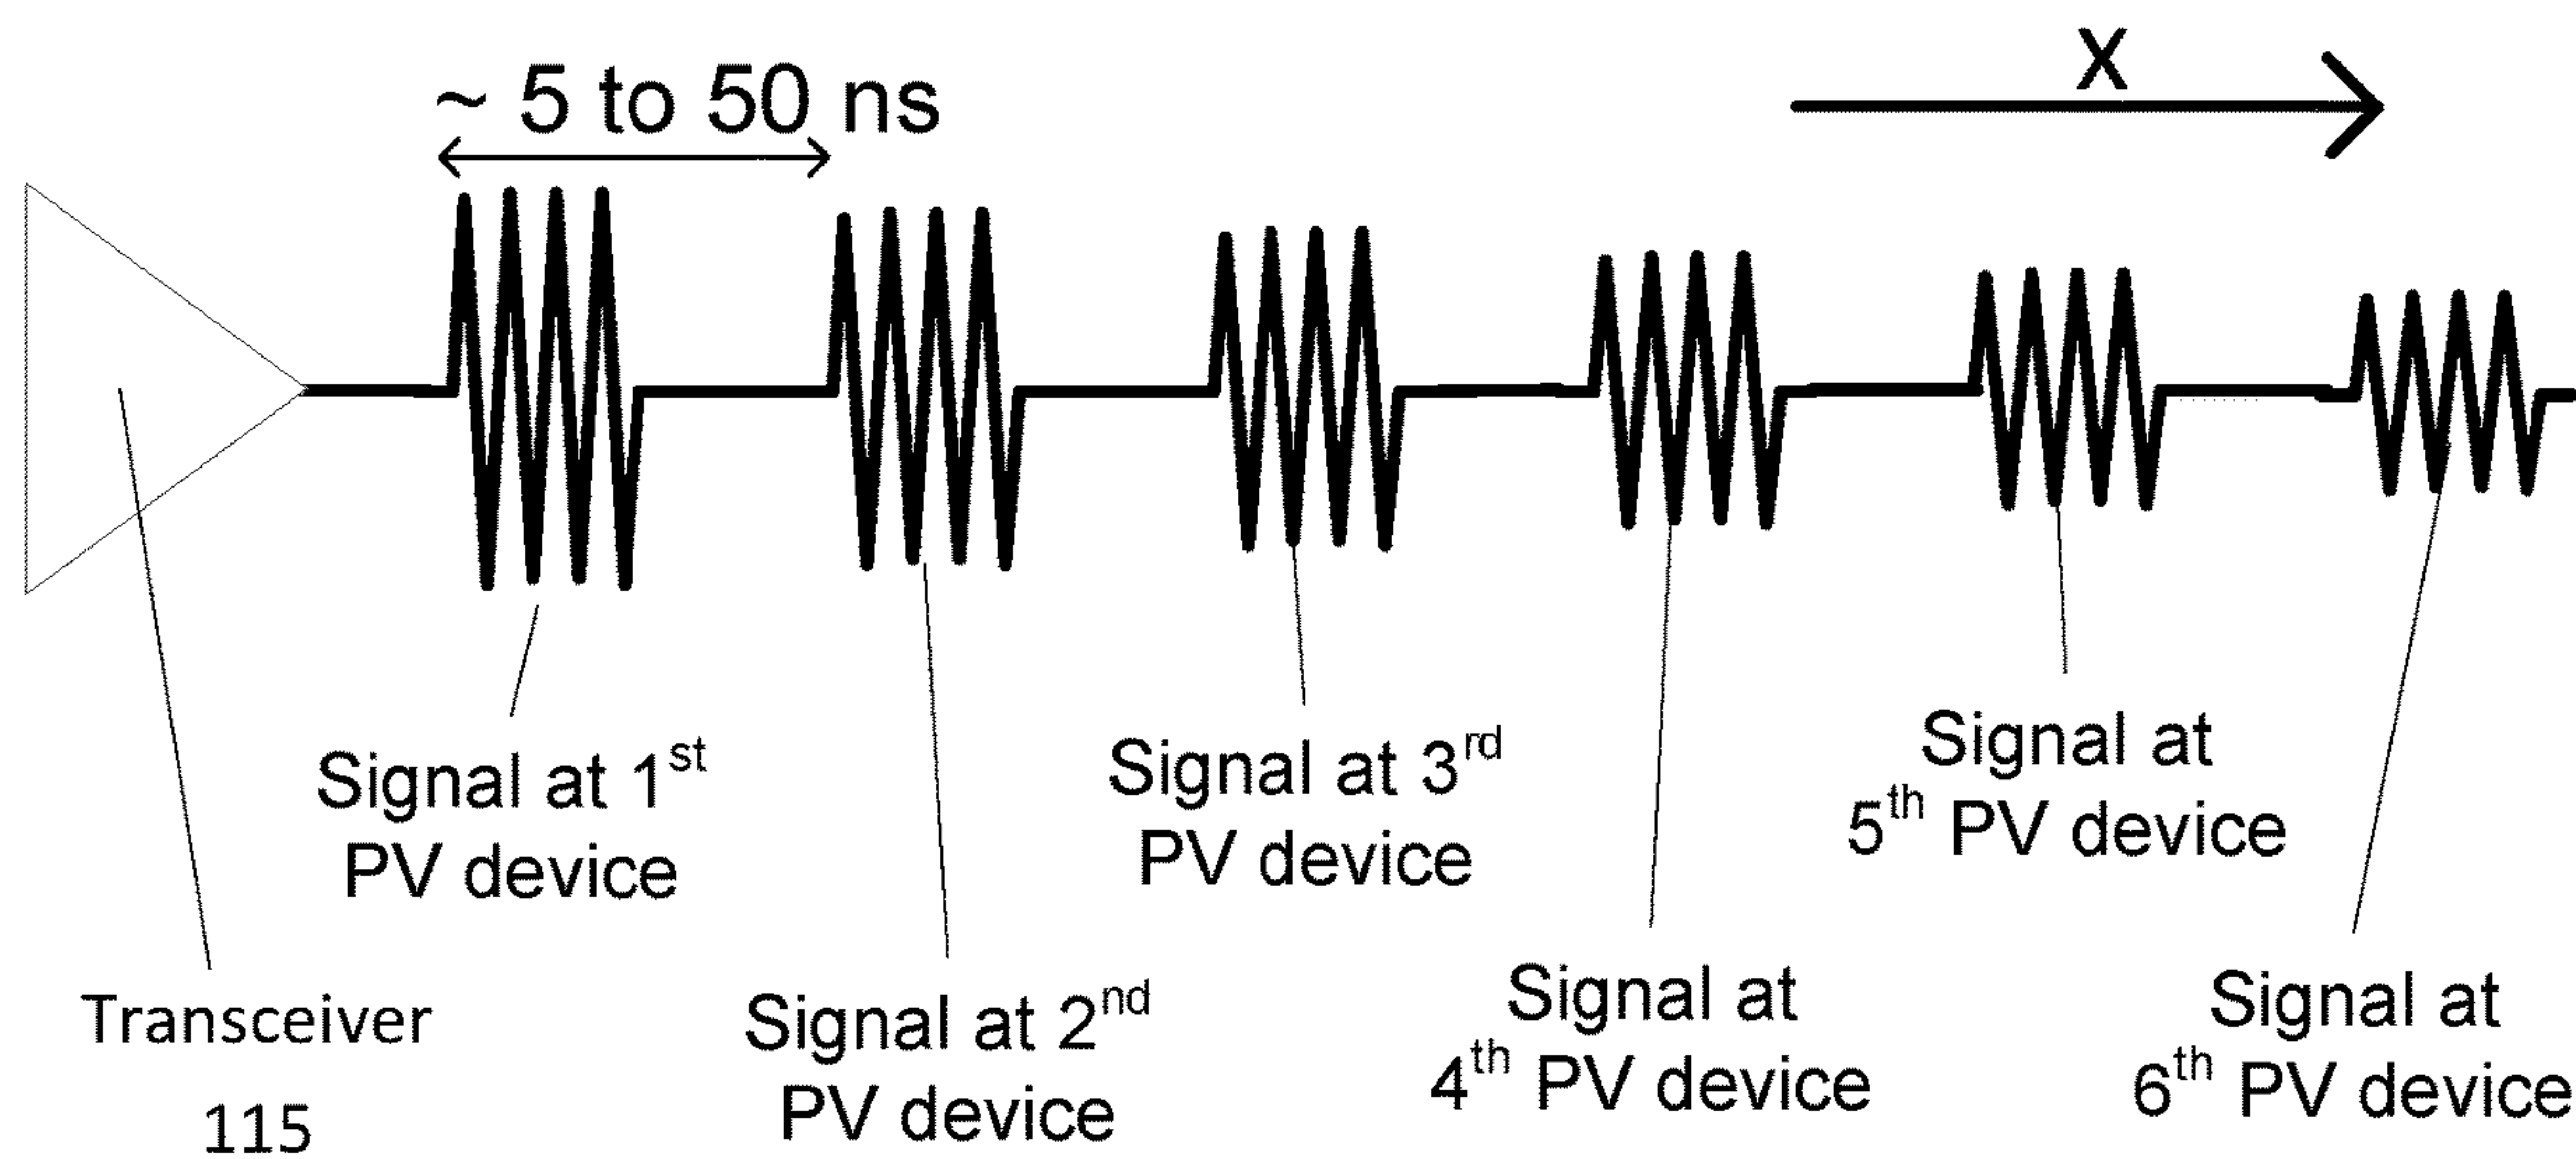 ~ 5 to 50 ns
X
Signal at 1st
PV device
Signal at 2nd
PV device
Signal at 3rd
PV device
Signal at
4th PV device
Signal at
5th PV device
Signal at
6th PV device
Transceiver
115